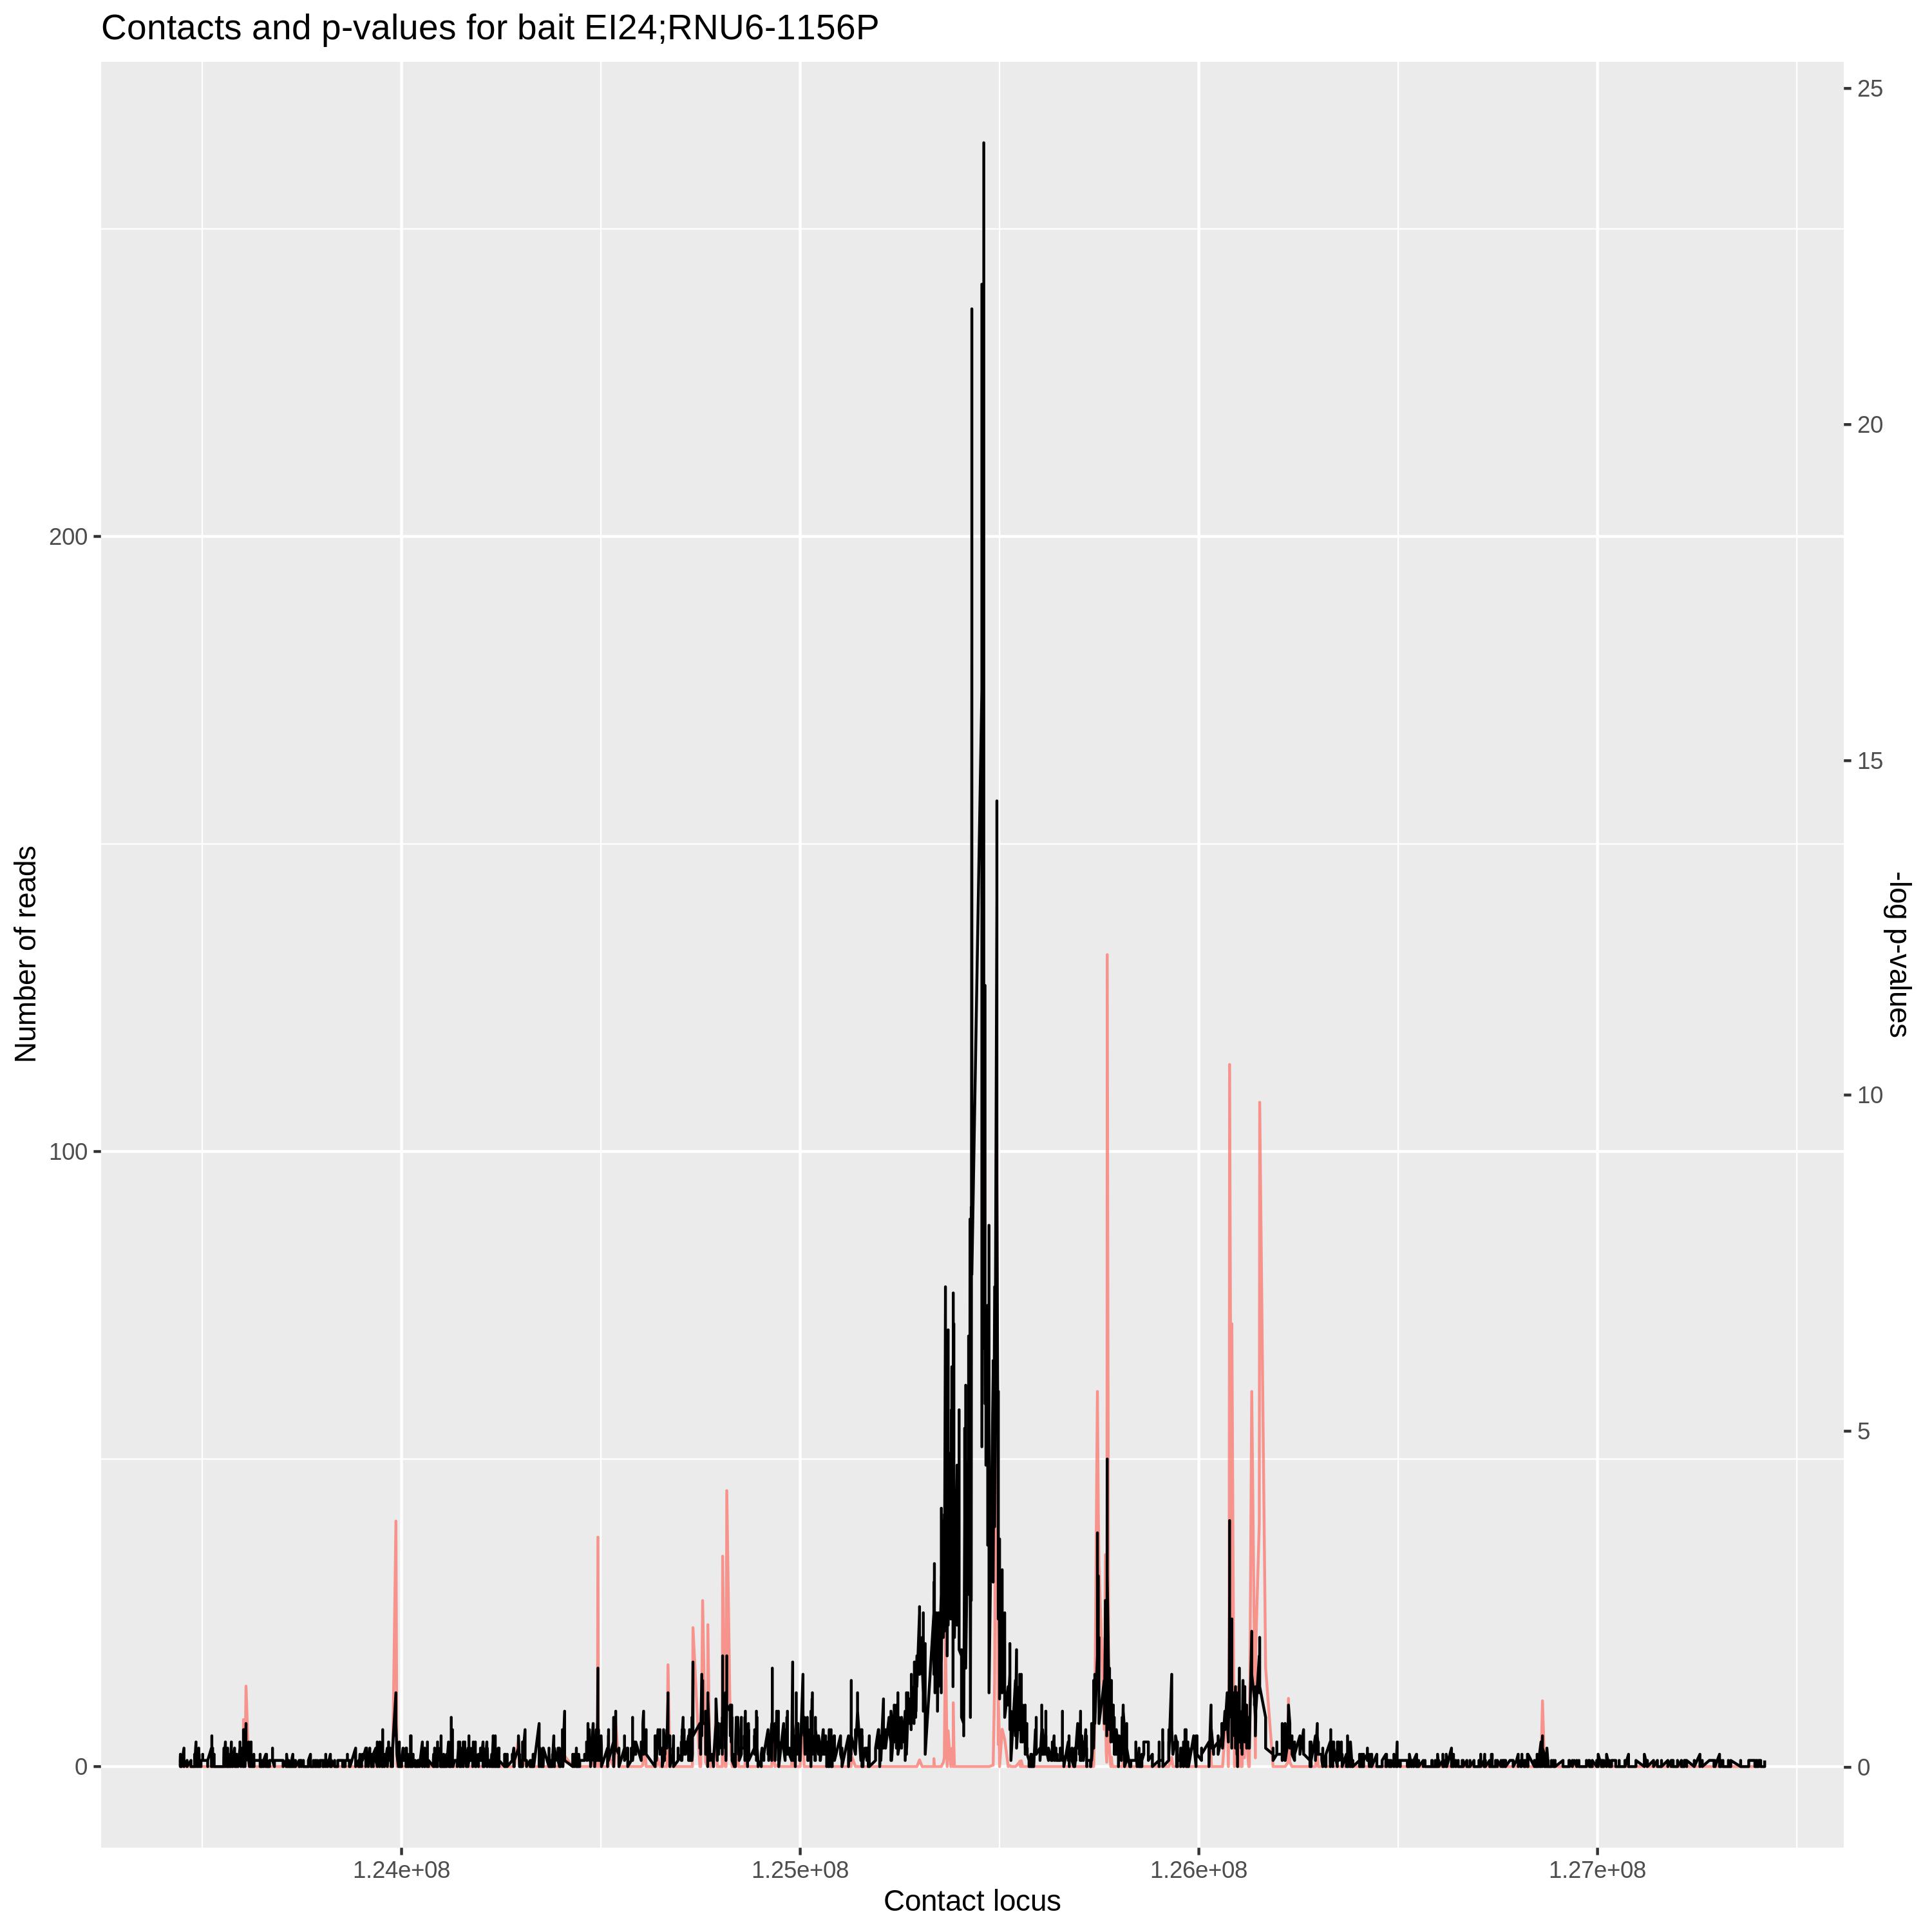 Contacts and p-values for bait EI24;RNU6-1156P
Number of reads
200
100
0
25
20
15
10
5
0
-log p-values
1.24e+08 1.25e+08 1.26e+08 1.27e+08
Contact locus